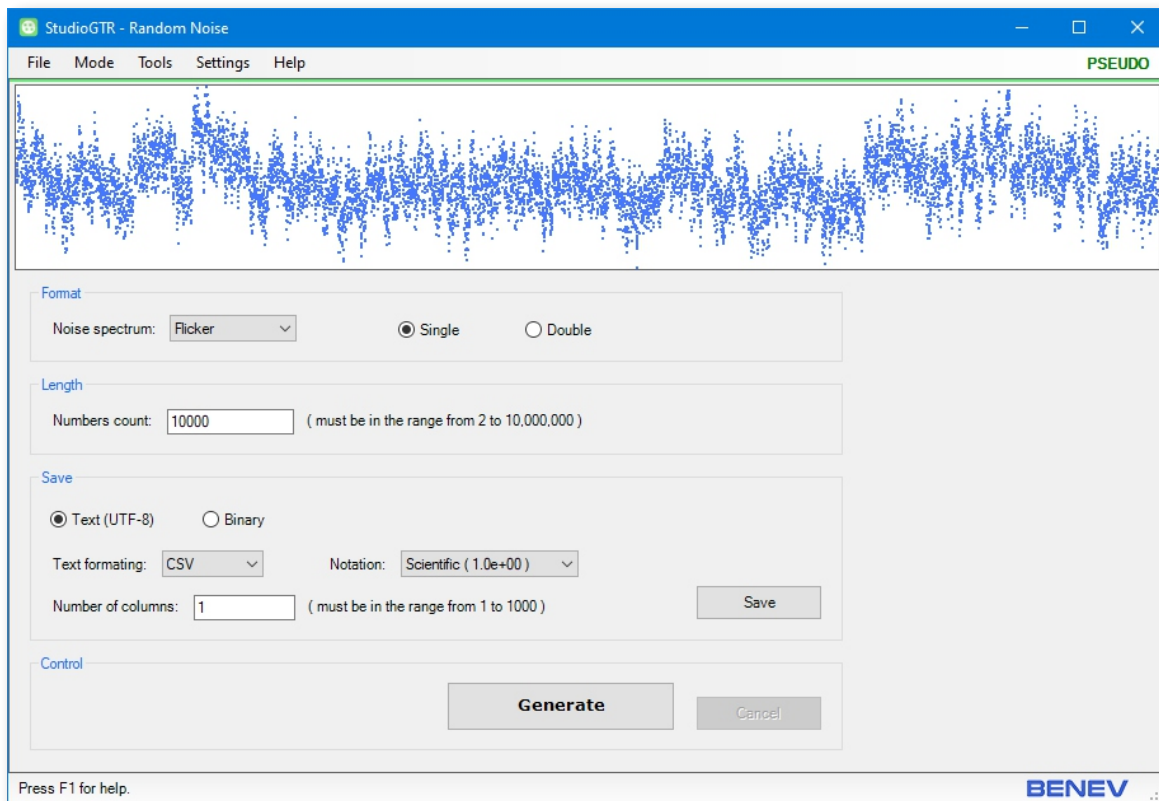 StudioGTR - Random Noise
File Mode Tools Settings Help PSEUDO
Format
Noise spectrum: Flicker Single Double
Length
Numbers count: 10000 ( must be in the range from 2 to 10,000,000 )
Save
Text (UTF-8) Binary
Text formating: CSV Notation: Scientific ( 1.0e+00 )
Number of columns: 1 ( must be in the range from 1 to 1000 ) Save
Control
Generate Cancel
Press F1 for help. BENEV